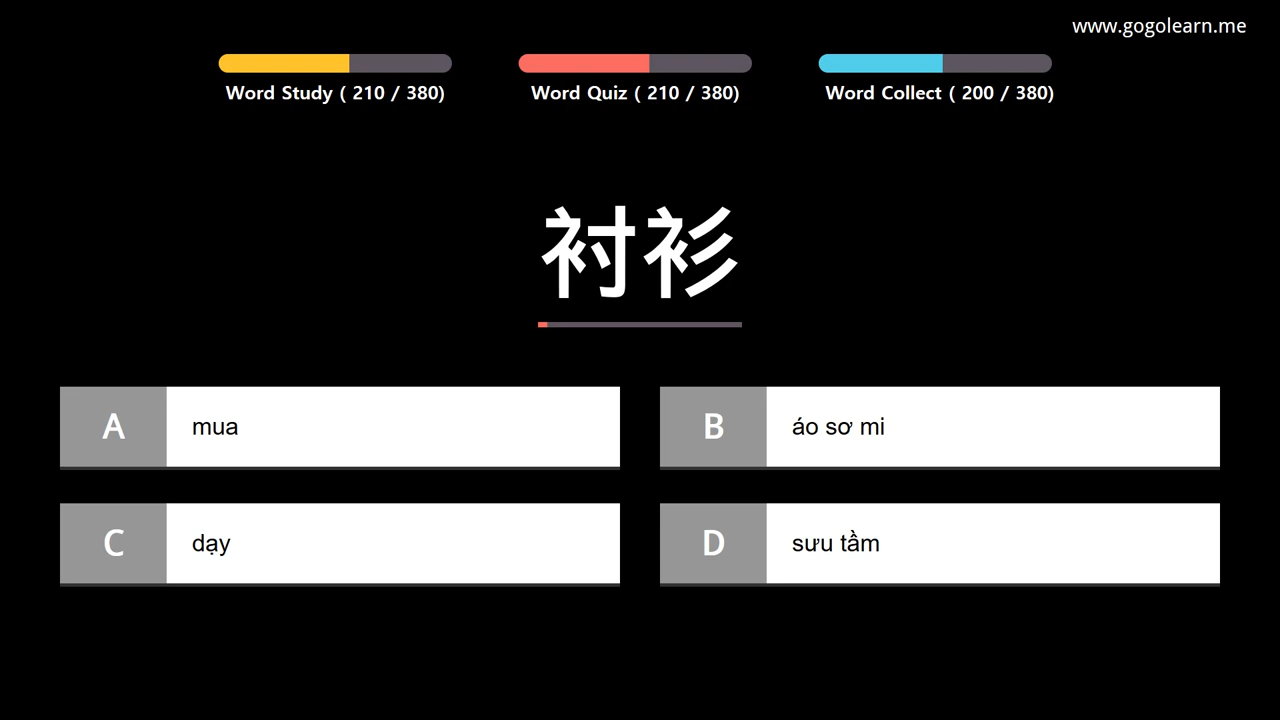 www.gogolearn.me
Word Study ( 210 / 380)
Word Quiz ( 210 / 380)
Word Collect ( 200 / 380)
衬衫
A mua
B áo sơ mi
C dạy
D sưu tầm